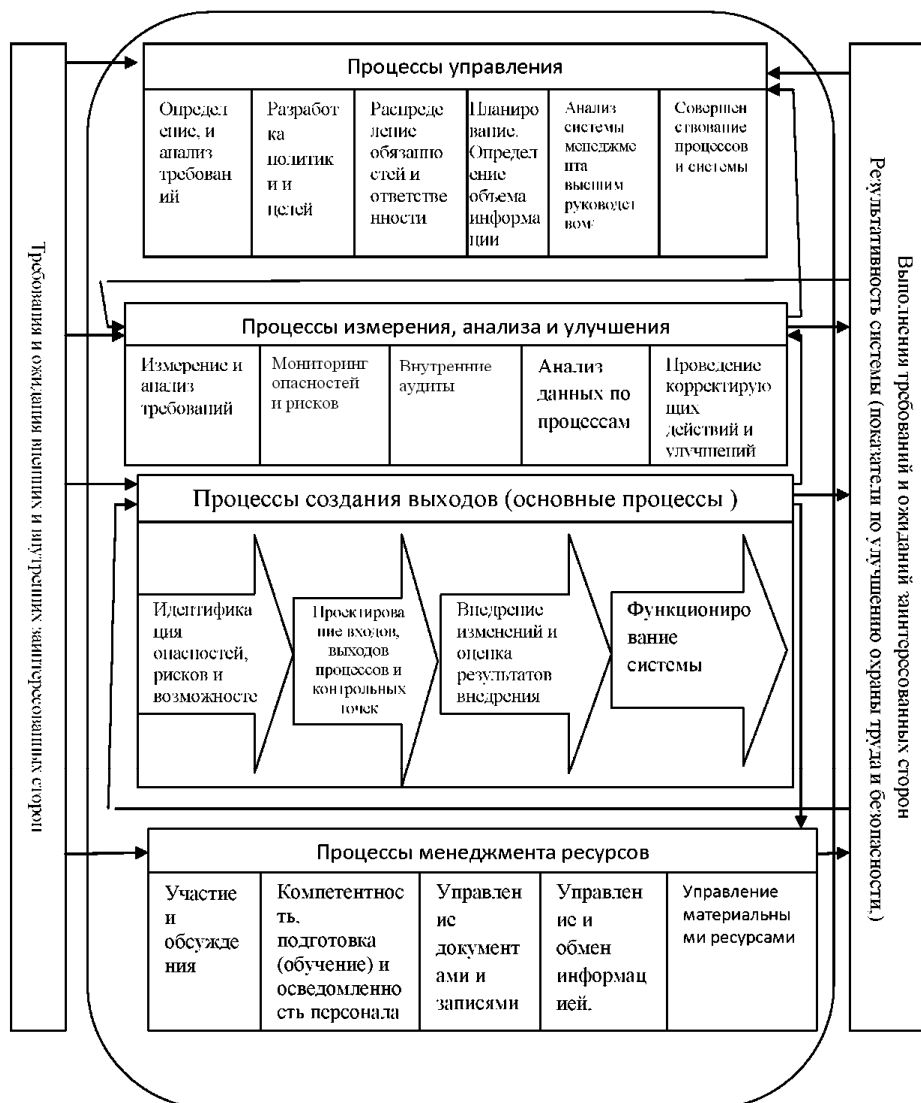 Требования и ожидания внешних и внутренних заинтересованных сторон
Процессы управления
Определ
ение, и
анализ
требован
ий
Разработ
ка
политик
и и
целей
Распреде
ление
обязанно
стей и
ответстве
нности
Планиро
вание.
Определ
ение
объема
информа
ции
Анализ
системы
менеджме
нта
высшим
руководст
вом
Совершен
ствование
процессов
и системы
Процессы измерения, анализа и улучшения
Измерение и
анализ
требований
Мониторинг
опасностей
и рисков
Внутренние
аудиты
Анализ
данных по
процессам
Проведение
корректирую
щих
действий и
улучшений
Процессы создания выходов (основные процессы )
Идентифика
ция
опасностей,
рисков и
возможносте
Проектирова
ние входов,
выходов
процессов и
контрольных
точек
Внедрение
изменений и
оценка
результатов
внедрения
Функциониро
вание
системы
Процессы менеджмента ресурсов
Участие
и
обсужде
ния
Компетентнос
ть,
подготовка
(обучение) и
осведомленно
сть персонала
Управлен
ие
документ
ами и
записями
Управлен
ие и
обмен
информац
ией.
Управление
материальны
ми ресурсами
Выполнения требований и ожиданий заинтересованных сторон
Результативность системы (показатели по улучшению охраны труда и безопасности,)